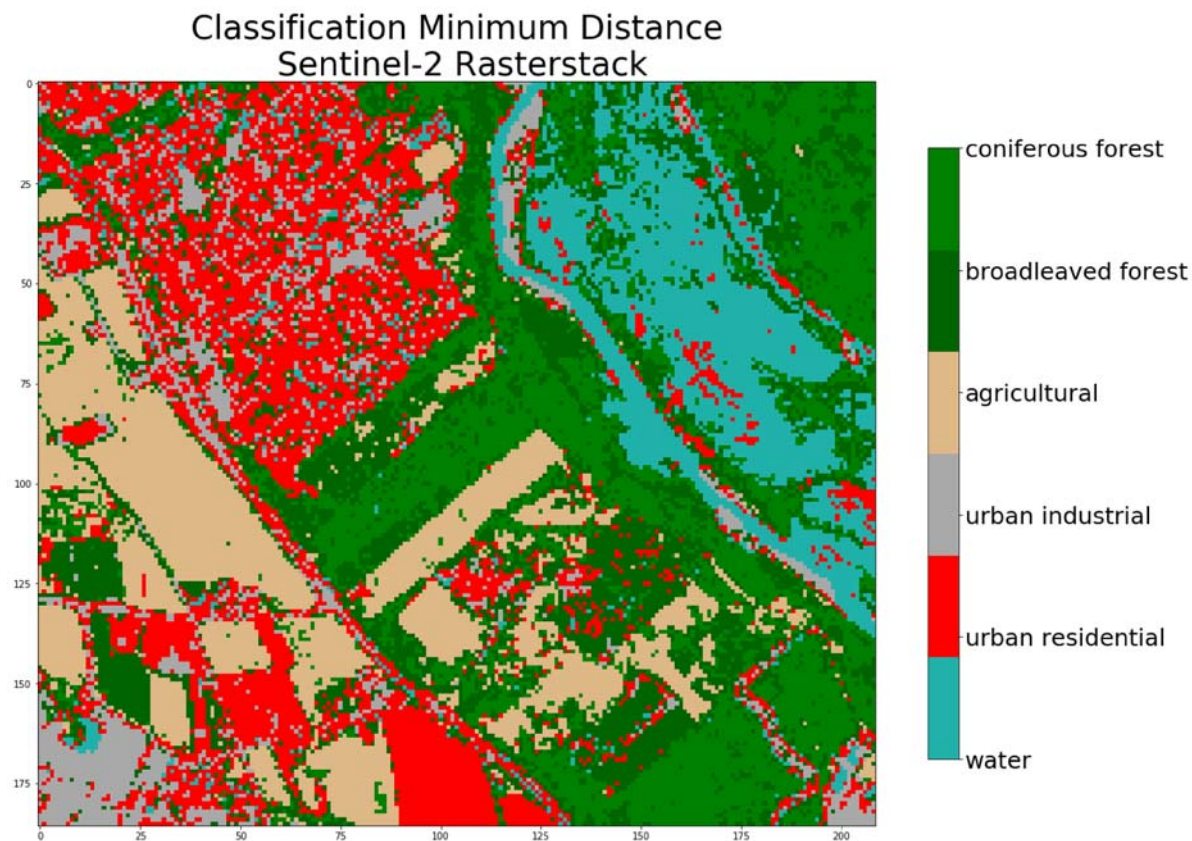 Classification Minimum Distance
Sentinel-2 Rasterstack
0
25
50
75
100
125
150
175
0
25
50
75
100
125
150
175
200
coniferous forest
broadleaved forest
agricultural
urban industrial
urban residential
water